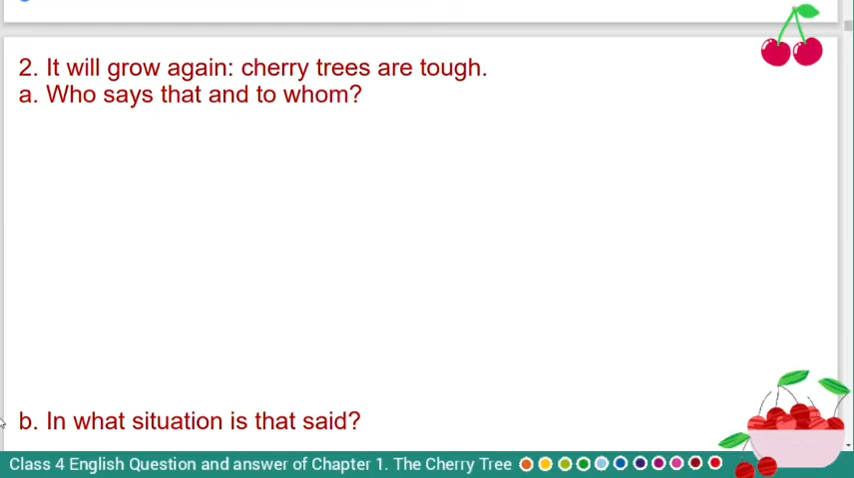 2. It will grow again: cherry trees are tough.
a. Who says that and to whom?
b. In what situation is that said?
Class 4 English Question and answer of Chapter 1. The Cherry Tree